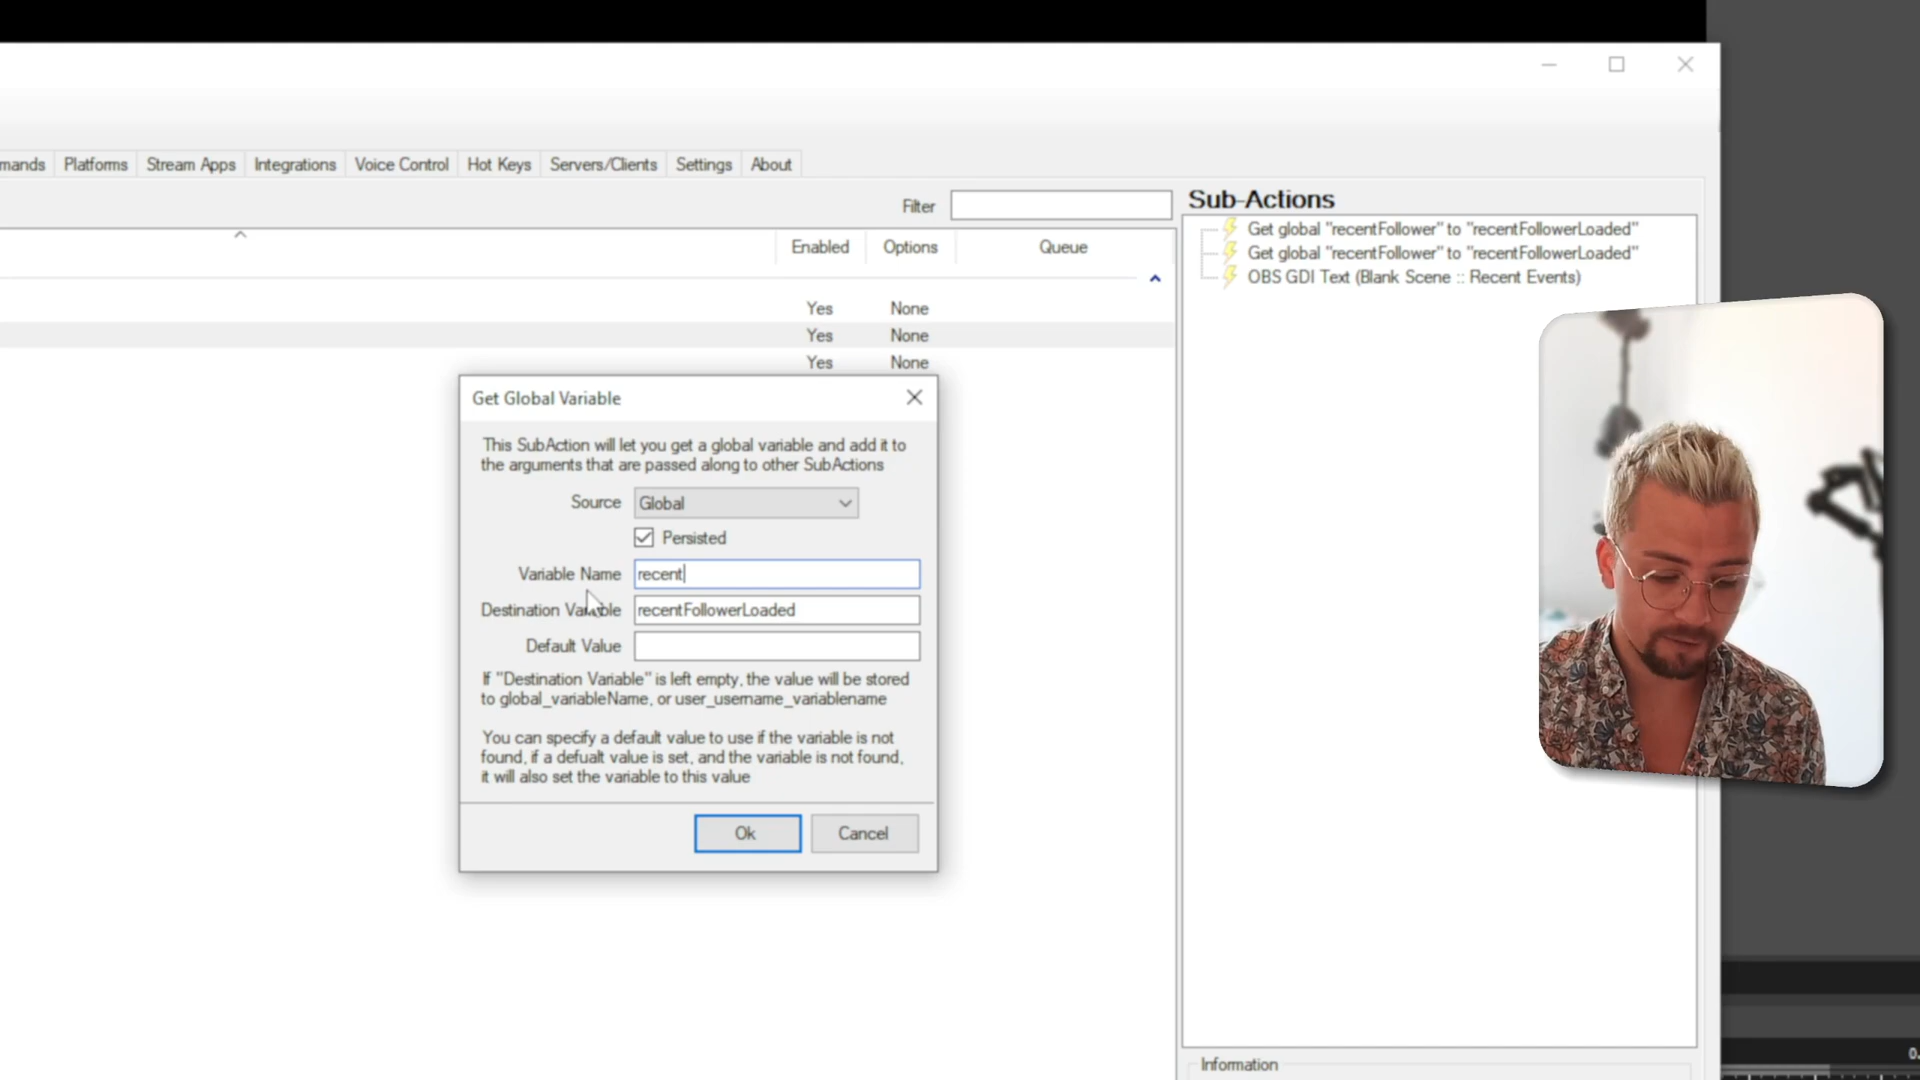 mands Platforms Stream Apps Integrations Voice Control Hot Keys Servers/Clients Settings About
Filter
Enabled Options Queue
Yes None
Yes None
Yes None
Sub-Actions
Get global "recentFollower" to "recentFollowerLoaded"
Get global "recentFollower" to "recentFollowerLoaded"
OBS GDI Text (Blank Scene :: Recent Events)
Get Global Variable
This SubAction will let you get a global variable and add it to
the arguments that are passed along to other SubActions
Source Global
Persisted
Variable Name recent
Destination Variable recentFollowerLoaded
Default Value
If "Destination Variable" is left empty, the value will be stored
to global_variableName, or user_username_variablename
You can specify a default value to use if the variable is not
found, if a defualt value is set, and the variable is not found,
it will also set the variable to this value
Ok Cancel
Information
0.